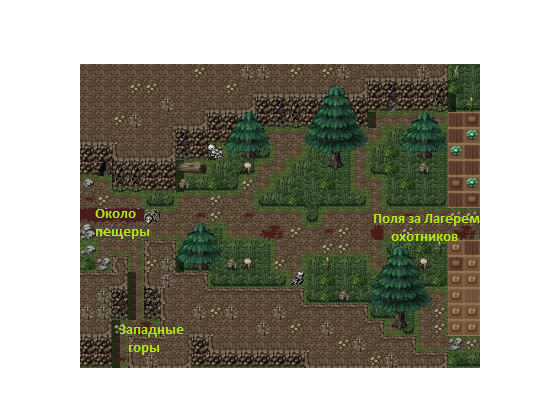 Около
пещеры
Поля за Лагерем
охотников
Западные
горы